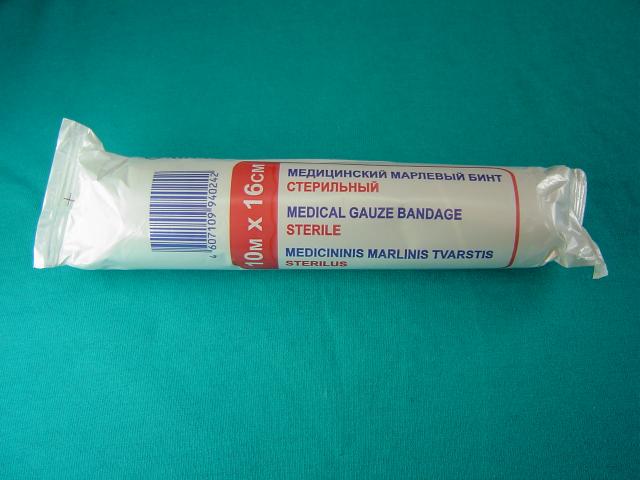 4 607109 940242
10М X 16СМ
МЕДИЦИНСКИЙ МАРЛЕВЫЙ БИНТ
СТЕРИЛЬНЫЙ
MEDICAL GAUZE BANDAGE
STERILE
MEDICININIS MARLINIS TVARSTIS
STERILUS